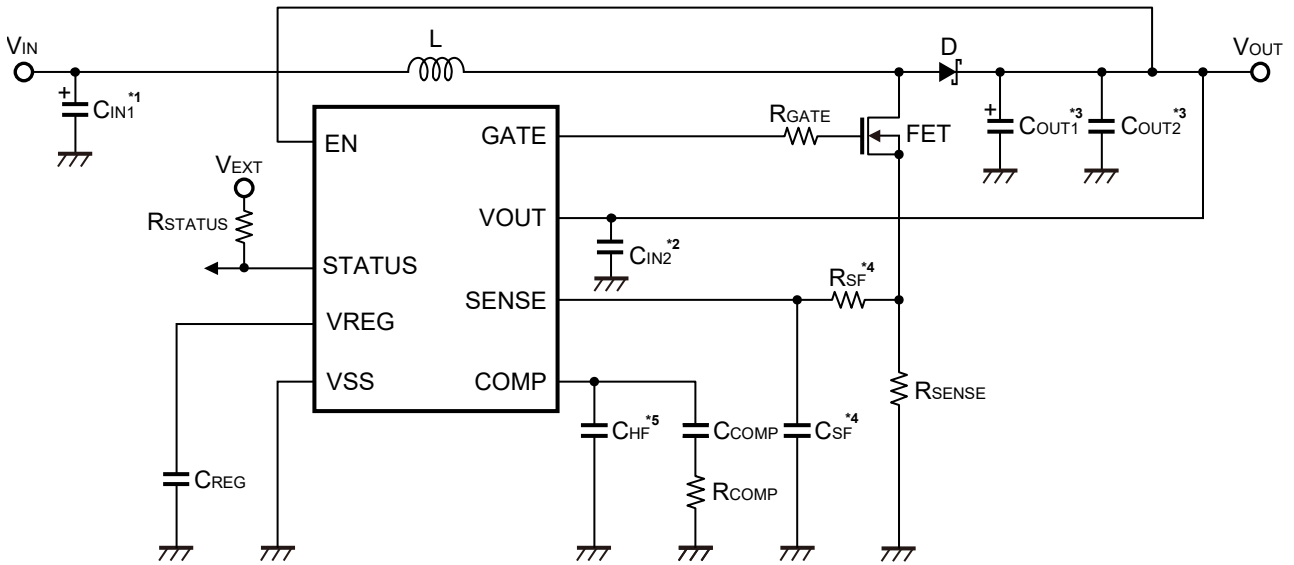 L
D
VIN
VOUT
+
CIN1*1
RGATE
FET
+
COUT1*3
COUT2*3
EN
GATE
VEXT
RSTATUS
VOUT
CIN2*2
STATUS
RSF*4
SENSE
VREG
VSS
COMP
RSENSE
CHF*5
CCOMP
CSF*4
CREG
RCOMP